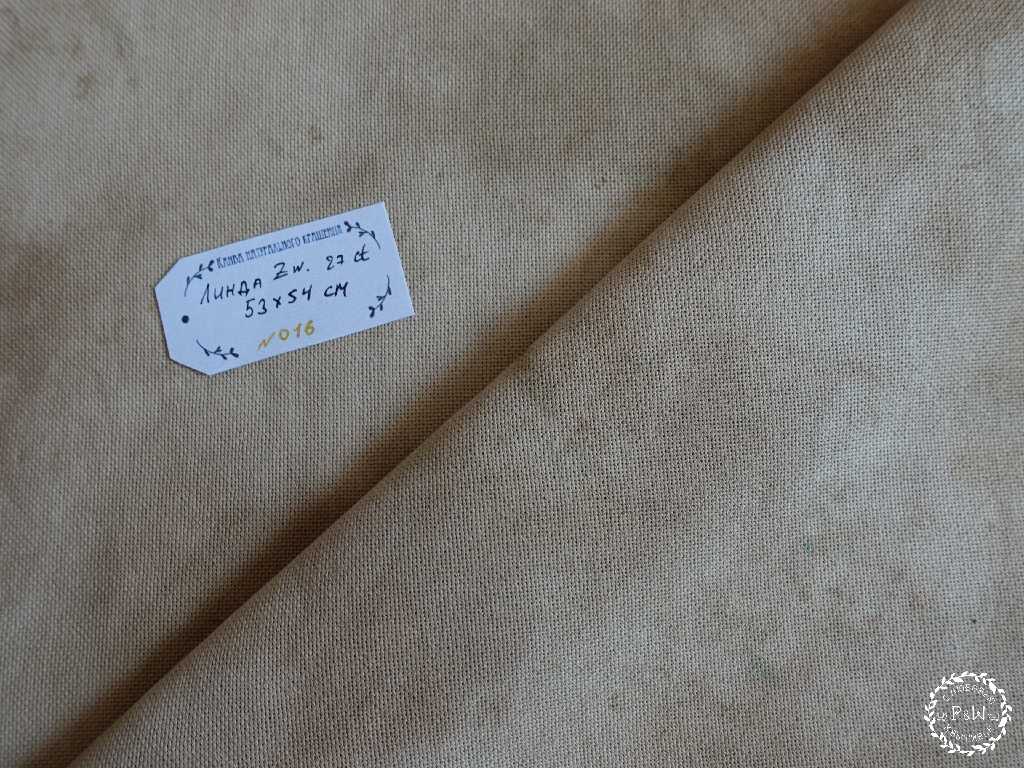 Канва натурального крашения
Линда Zw. 27 ct
53 x 54 см
N016
P&W